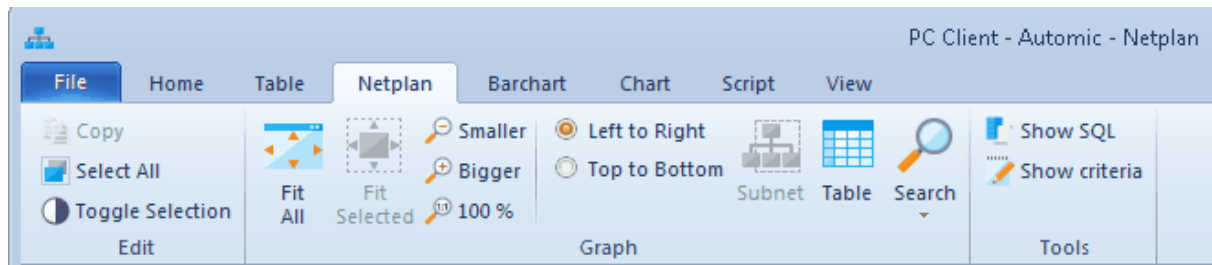 PC Client - Automic - Netplan
File Home Table Netplan Barchart Chart Script View
Copy
Select All
Toggle Selection
Edit
Fit All
Fit Selected
Smaller
Bigger
1:1 100 %
Left to Right
Top to Bottom
Subnet
Table
Search
Graph
Show SQL
Show criteria
Tools